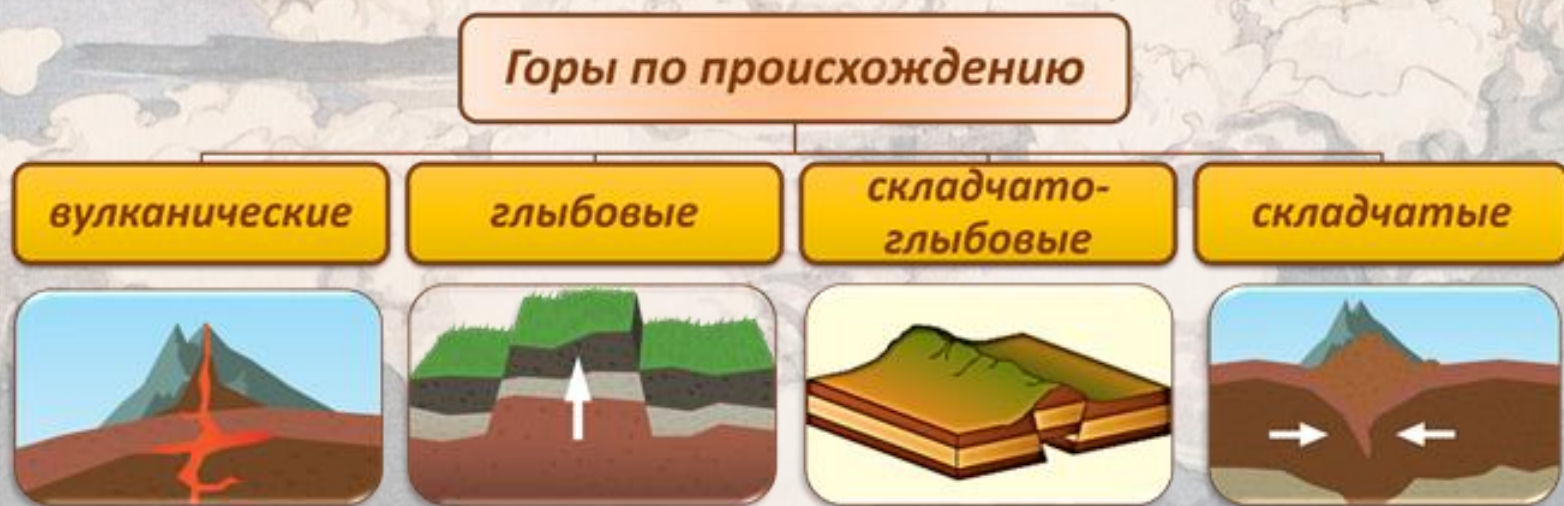 Горы по происхождению
вулканические
глыбовые
складчато-
глыбовые
складчатые